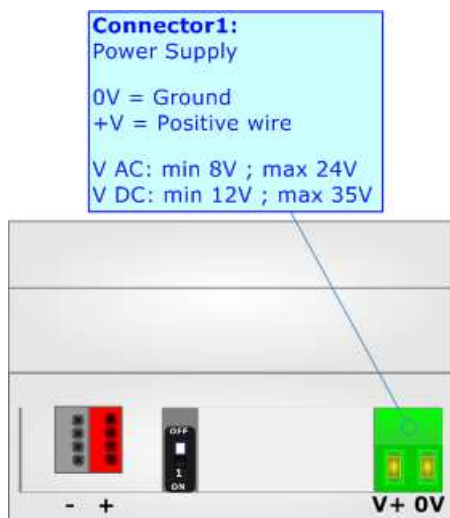 Connector1:
Power Supply
0V = Ground
+V = Positive wire
V AC: min 8V ; max 24V
V DC: min 12V ; max 35V
OFF
1
ON
- +
V+ 0V